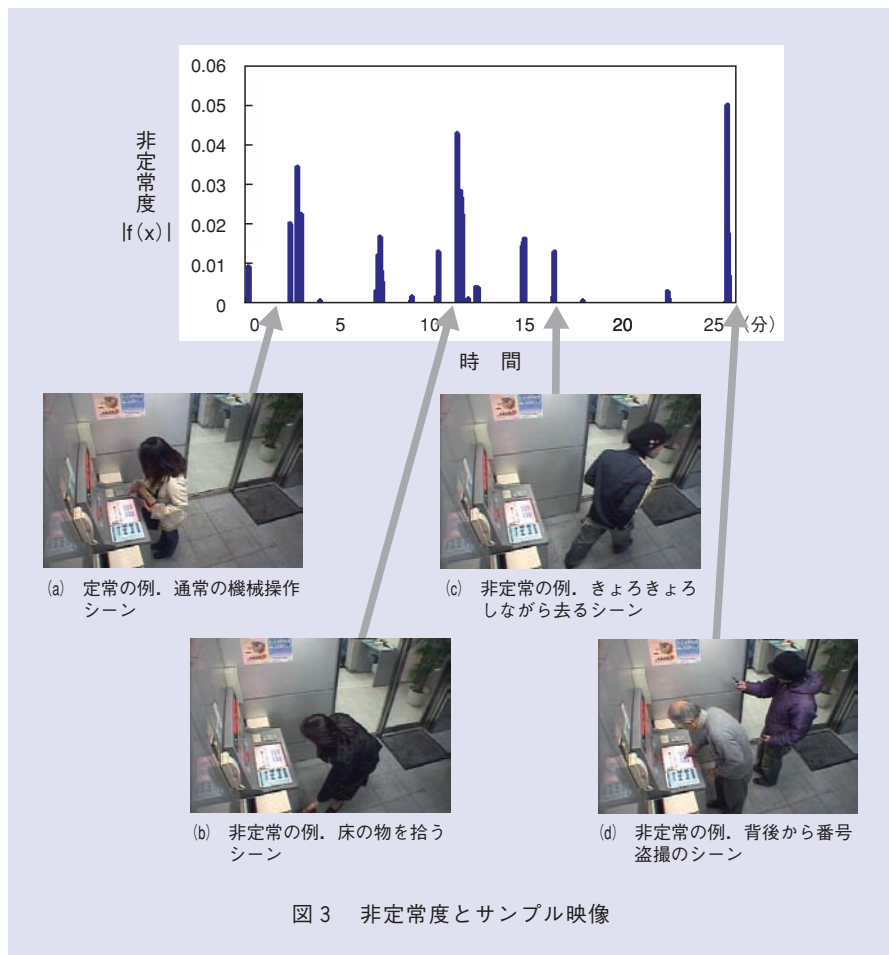 0.06
0.05
0.04
0.03
0.02
0.01
0
非定常度
|f(x)|
0 5 10 15 20 25 (分)
時 間
(a) 定常の例．通常の機械操作
シーン
(c) 非定常の例．きょろきょろ
しながら去るシーン
(b) 非定常の例．床の物を拾う
シーン
(d) 非定常の例．背後から番号
盗撮のシーン
図3 非定常度とサンプル映像